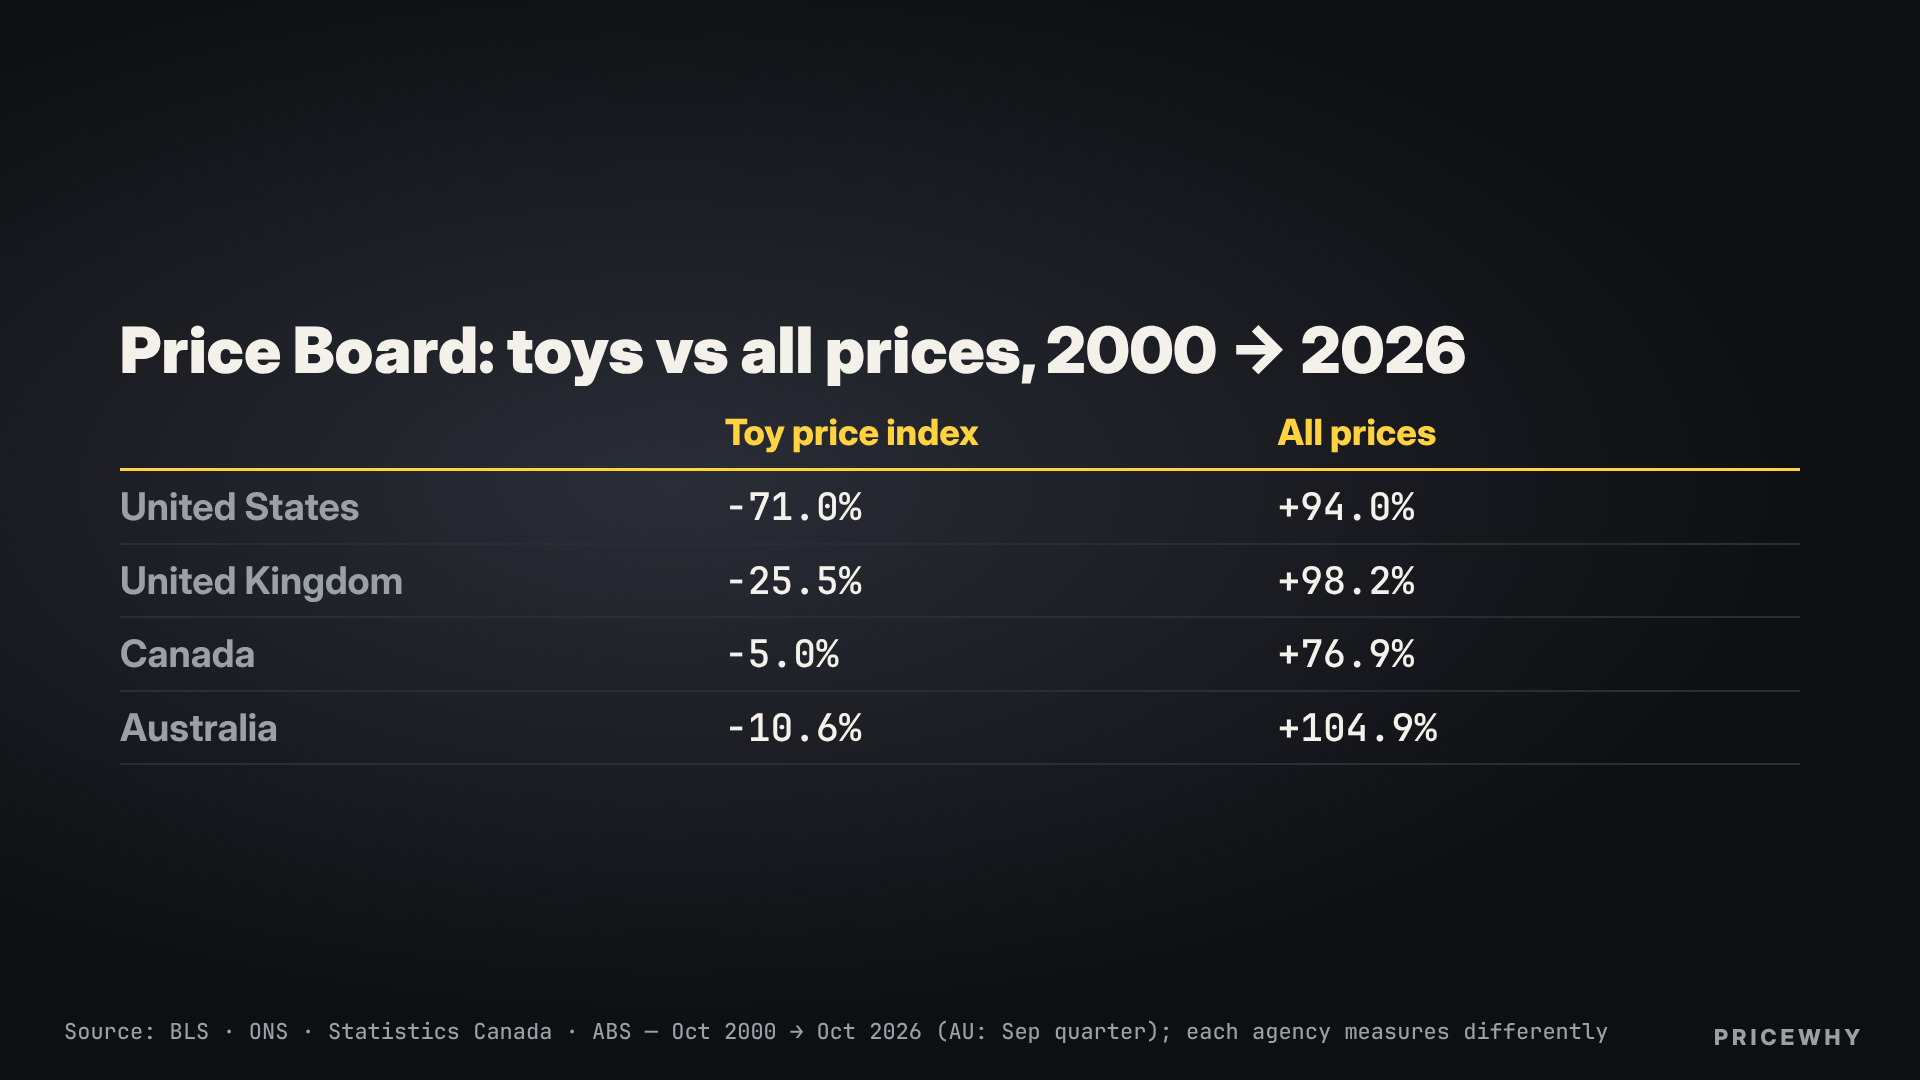 Price Board: toys vs all prices, 2000 → 2026
Toy price index All prices
United States -71.0% +94.0%
United Kingdom -25.5% +98.2%
Canada -5.0% +76.9%
Australia -10.6% +104.9%
Source: BLS · ONS · Statistics Canada · ABS — Oct 2000 → Oct 2026 (AU: Sep quarter); each agency measures differently
PRICEWHY